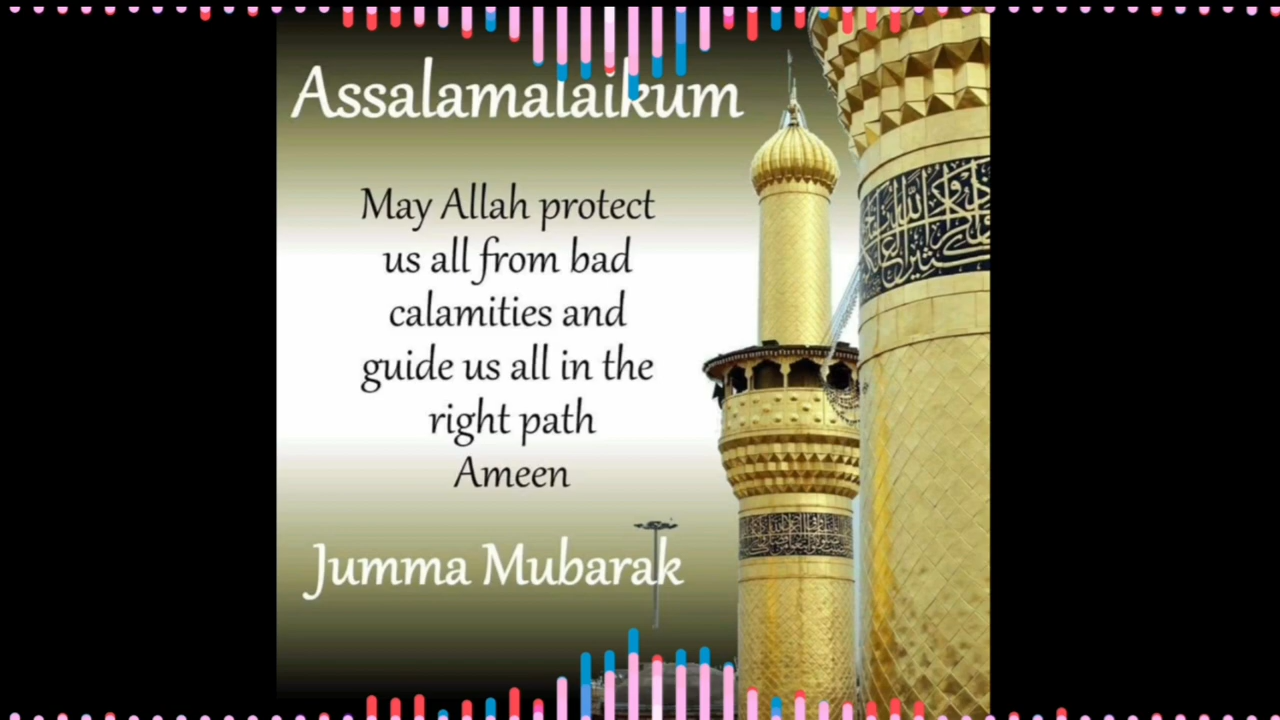 Assalamalaikum
May Allah protect
us all from bad
calamities and
guide us all in the
right path
Ameen
Jumma Mubarak